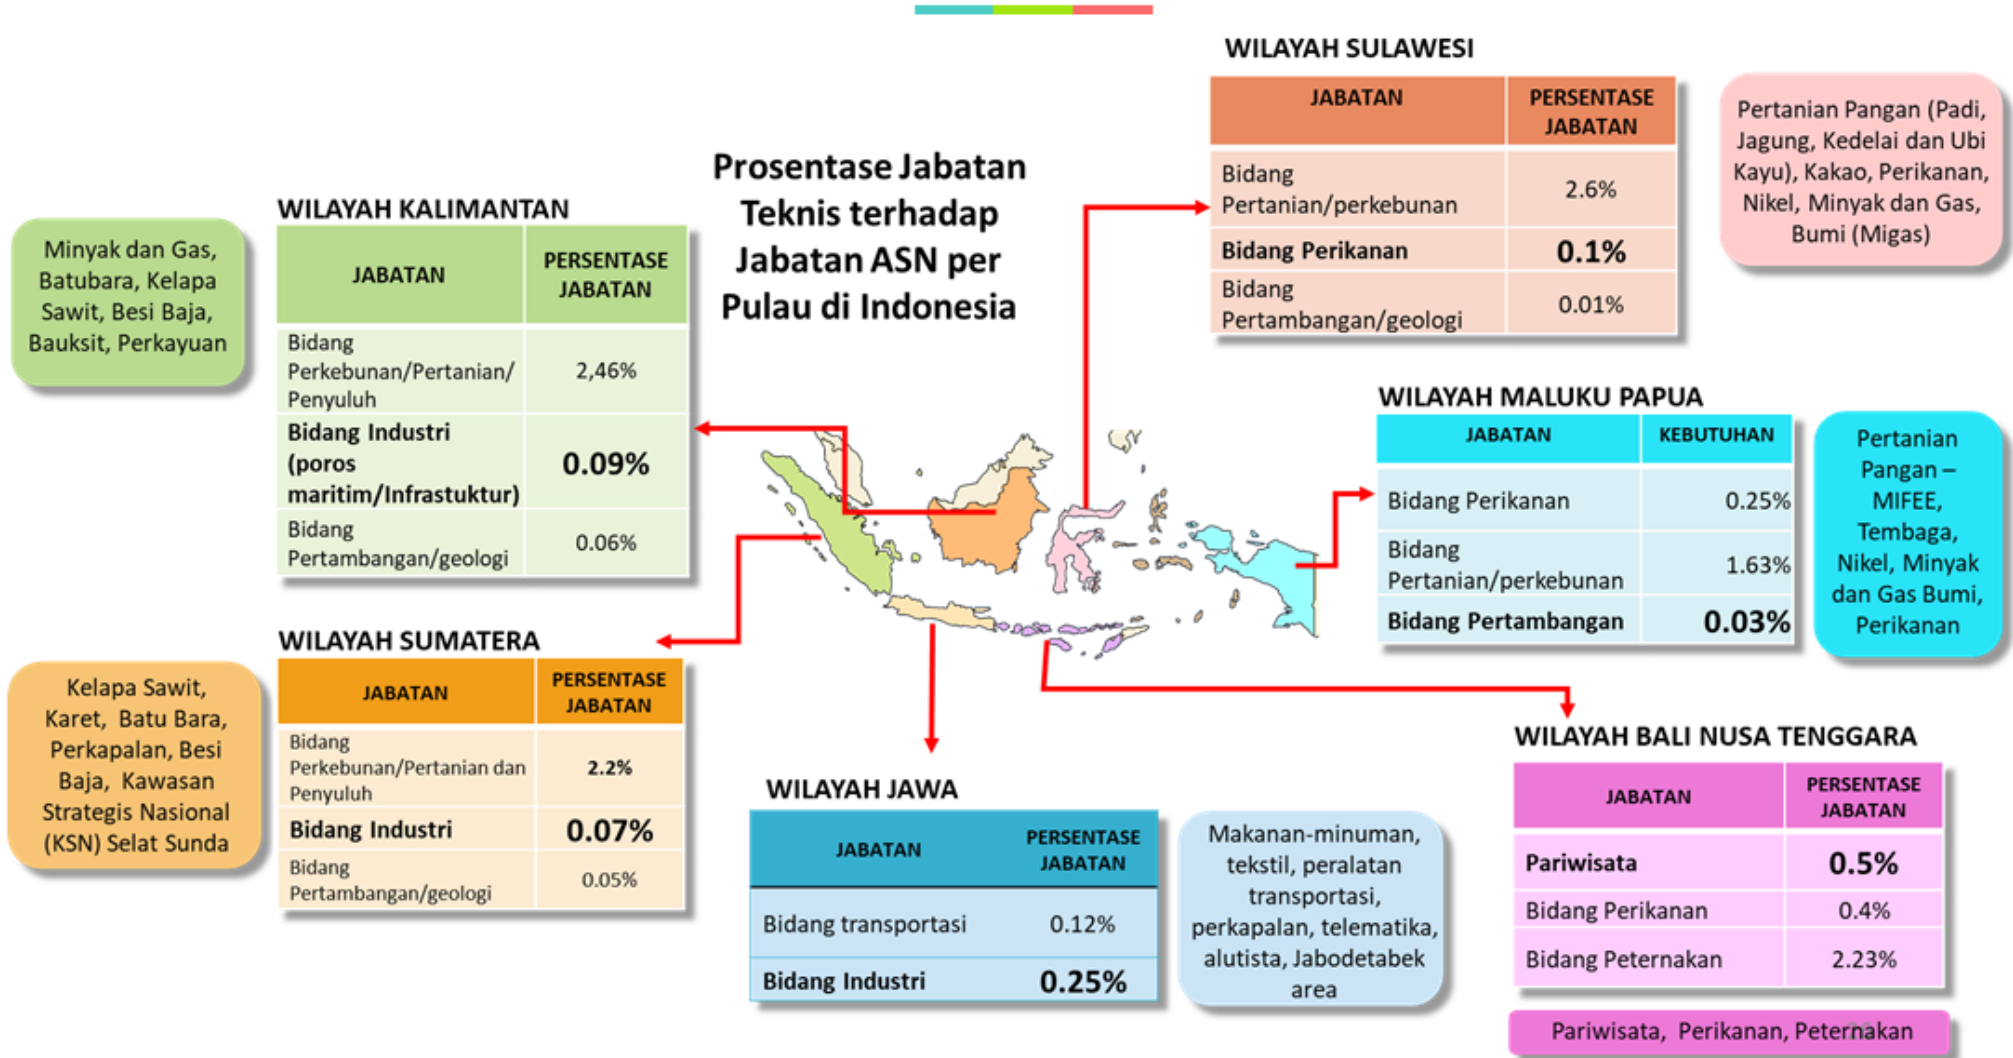 Prosentase Jabatan
Teknis terhadap
Jabatan ASN per
Pulau di Indonesia
WILAYAH KALIMANTAN
Minyak dan Gas,
Batubara, Kelapa
Sawit, Besi Baja,
Bauksit, Perkayuan
JABATAN
PERSENTASE
JABATAN
Bidang
Perkebunan/Pertanian/
Penyuluh
2,46%
Bidang Industri
(poros
maritim/Infrastuktur)
0.09%
Bidang
Pertambangan/geologi
0.06%
WILAYAH SUMATERA
Kelapa Sawit,
Karet, Batu Bara,
Perkapalan, Besi
Baja, Kawasan
Strategis Nasional
(KSN) Selat Sunda
JABATAN
PERSENTASE
JABATAN
Bidang
Perkebunan/Pertanian dan
Penyuluh
2.2%
Bidang Industri
0.07%
Bidang
Pertambangan/geologi
0.05%
WILAYAH JAWA
JABATAN
PERSENTASE
JABATAN
Bidang transportasi
0.12%
Bidang Industri
0.25%
Makanan-minuman,
tekstil, peralatan
transportasi,
perkapalan, telematika,
alutista, Jabodetabek
area
WILAYAH SULAWESI
JABATAN
PERSENTASE
JABATAN
Bidang
Pertanian/perkebunan
2.6%
Bidang Perikanan
0.1%
Bidang
Pertambangan/geologi
0.01%
Pertanian Pangan (Padi,
Jagung, Kedelai dan Ubi
Kayu), Kakao, Perikanan,
Nikel, Minyak dan Gas,
Bumi (Migas)
WILAYAH MALUKU PAPUA
JABATAN
KEBUTUHAN
Bidang Perikanan
0.25%
Bidang
Pertanian/perkebunan
1.63%
Bidang Pertambangan
0.03%
Pertanian
Pangan –
MIFEE,
Tembaga,
Nikel, Minyak
dan Gas Bumi,
Perikanan
WILAYAH BALI NUSA TENGGARA
JABATAN
PERSENTASE
JABATAN
Pariwisata
0.5%
Bidang Perikanan
0.4%
Bidang Peternakan
2.23%
Pariwisata, Perikanan, Peternakan